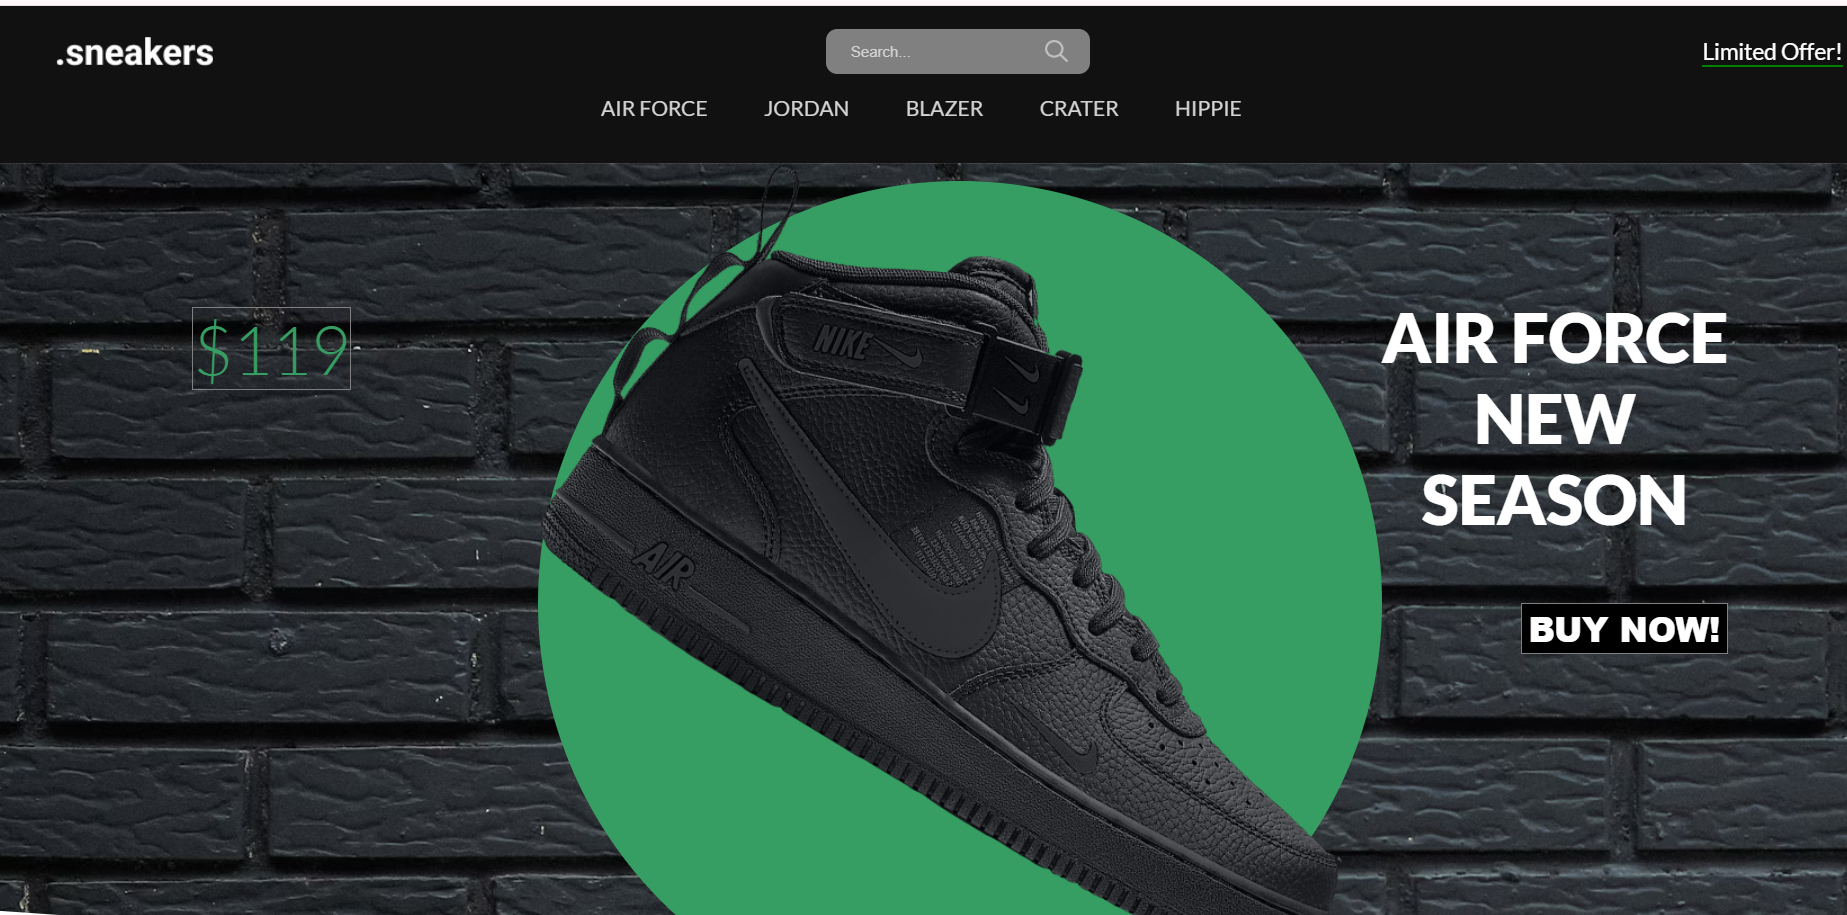 .sneakers
Search...
Limited Offer!
AIR FORCE
JORDAN
BLAZER
CRATER
HIPPIE
$119
NIKE
AIR
AIR FORCE
NEW
SEASON
BUY NOW!